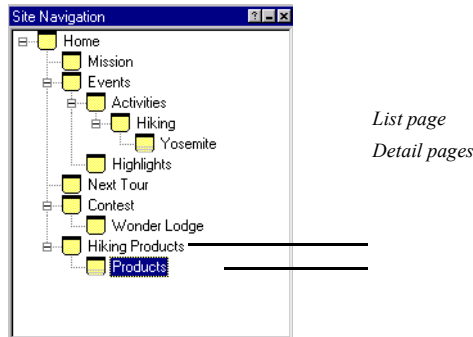 Site Navigation
Home
Mission
Events
Activities
Hiking
Yosemite
Highlights
Next Tour
Contest
Wonder Lodge
Hiking Products
Products
List page
Detail pages